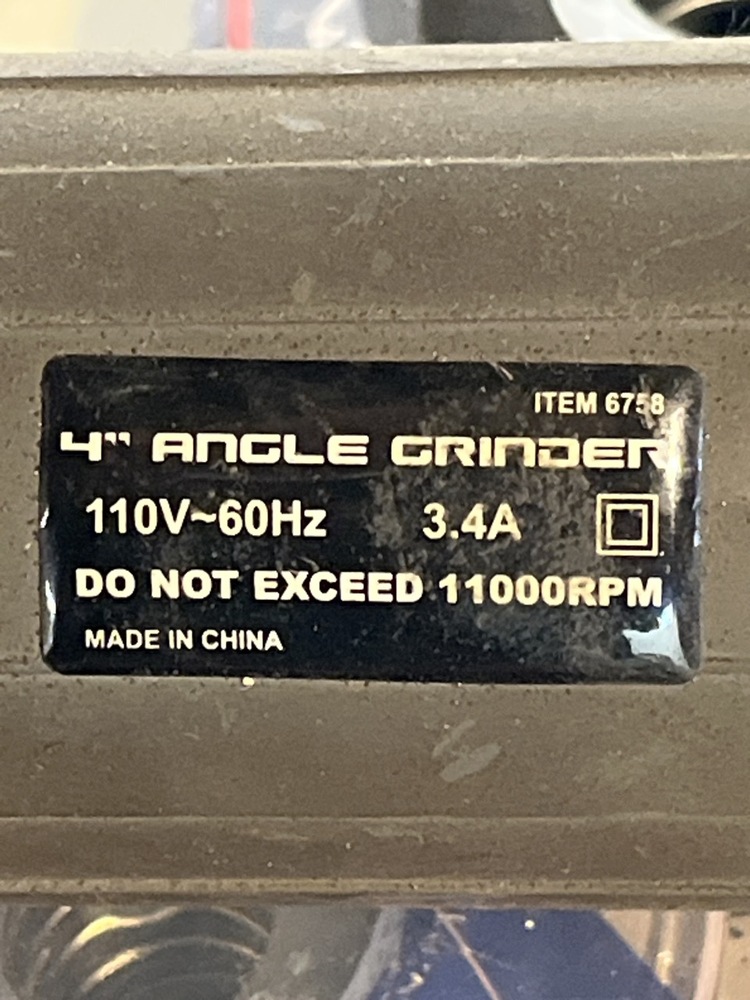 ITEM 6758
4" ANGLE GRINDER
110V~60Hz 3.4A
DO NOT EXCEED 11000RPM
MADE IN CHINA